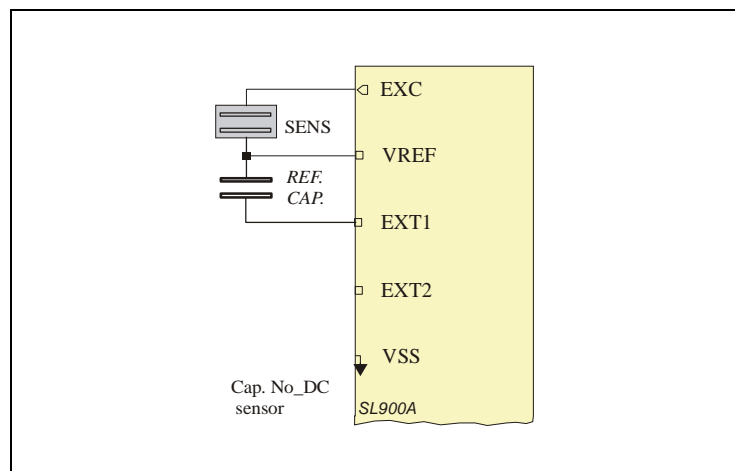 EXC
SENS
VREF
REF.
CAP.
EXT1
EXT2
VSS
Cap. No_DC
sensor
SL900A